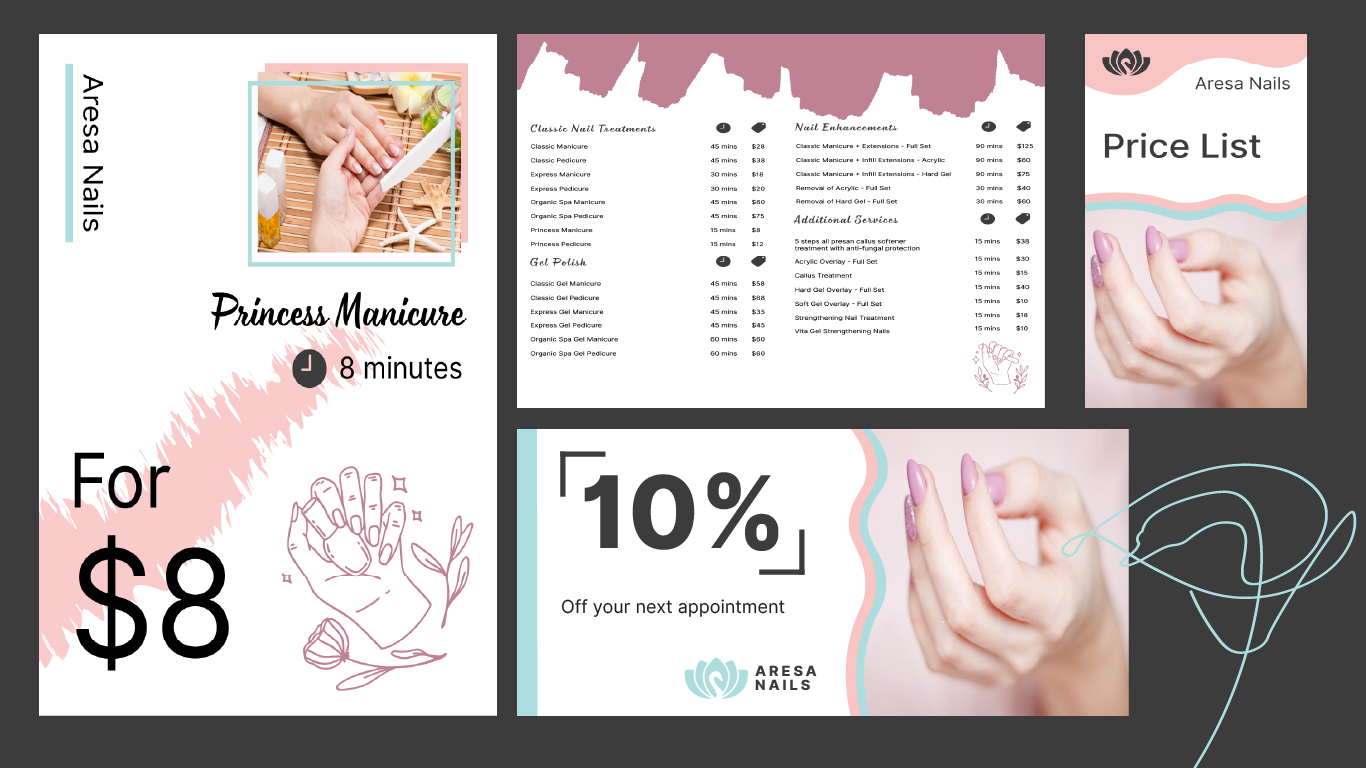 Aresa Nails
Princess Manicure
8 minutes
For
$8
Classic Nail Treatments
Classic Manicure 45 mins $28
Classic Pedicure 45 mins $38
Express Manicure 30 mins $18
Express Pedicure 30 mins $20
Organic Spa Manicure 45 mins $60
Organic Spa Pedicure 45 mins $75
Princess Manicure 15 mins $8
Princess Pedicure 15 mins $12
Gel Polish
Classic Gel Manicure 45 mins $58
Classic Gel Pedicure 45 mins $68
Express Gel Manicure 45 mins $35
Express Gel Pedicure 45 mins $45
Organic Spa Gel Manicure 60 mins $60
Organic Spa Gel Pedicure 60 mins $60
Nail Enhancements
Classic Manicure + Extensions - Full Set 90 mins $125
Classic Manicure + Infill Extensions - Acrylic 90 mins $60
Classic Manicure + Infill Extensions - Hard Gel 90 mins $75
Removal of Acrylic - Full Set 30 mins $40
Removal of Hard Gel - Full Set 30 mins $60
Additional Services
5 steps all presan callus softener
treatment with anti-fungal protection 15 mins $38
Acrylic Overlay - Full Set 15 mins $30
Callus Treatment 15 mins $15
Hard Gel Overlay - Full Set 15 mins $40
Soft Gel Overlay - Full Set 15 mins $10
Strengthening Nail Treatment 15 mins $18
Vita Gel Strengthening Nails 15 mins $10
Aresa Nails
Price List
10%
Off your next appointment
ARESA
NAILS